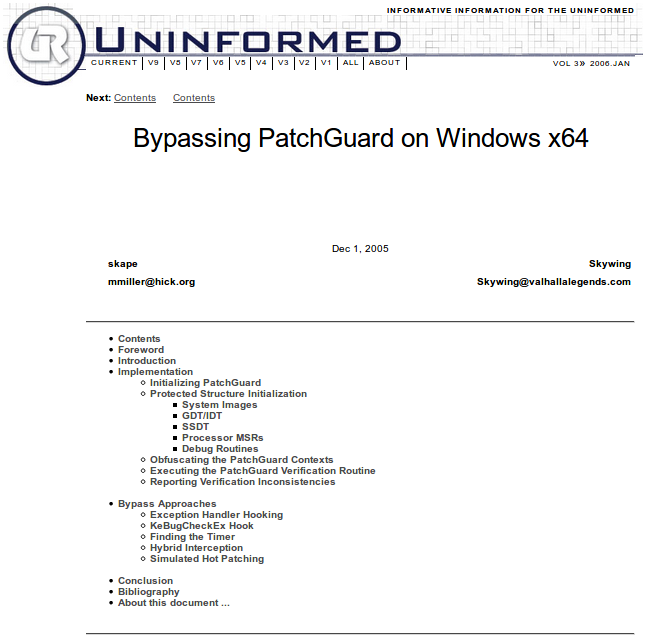 INFORMATIVE INFORMATION FOR THE UNINFORMED
UR UNINFORMED
CURRENT | V9 | V8 | V7 | V6 | V5 | V4 | V3 | V2 | V1 | ALL | ABOUT | VOL 3» 2006.JAN
Next: Contents Contents
Bypassing PatchGuard on Windows x64
Dec 1, 2005
skape Skywing
mmiller@hick.org Skywing@valhallalegends.com
Contents
Foreword
Introduction
Implementation
Initializing PatchGuard
Protected Structure Initialization
System Images
GDT/IDT
SSDT
Processor MSRs
Debug Routines
Obfuscating the PatchGuard Contexts
Executing the PatchGuard Verification Routine
Reporting Verification Inconsistencies
Bypass Approaches
Exception Handler Hooking
KeBugCheckEx Hook
Finding the Timer
Hybrid Interception
Simulated Hot Patching
Conclusion
Bibliography
About this document ...